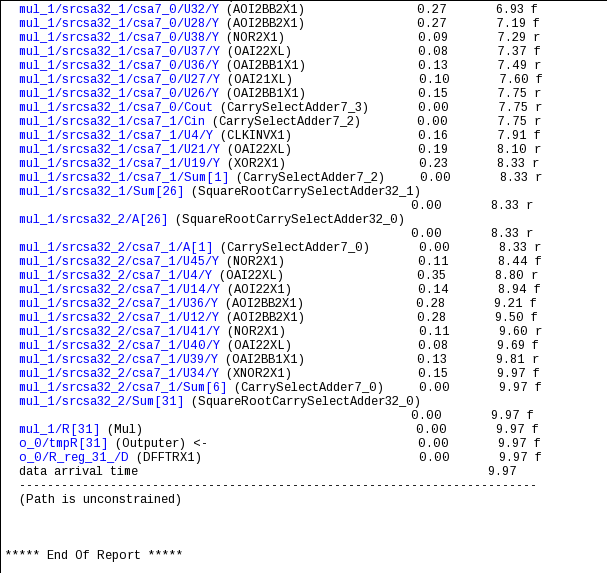 mul_1/srcsa32_1/csa7_0/U32/Y (AOI2BB2X1) 0.27 6.93 f
mul_1/srcsa32_1/csa7_0/U28/Y (AOI2BB2X1) 0.27 7.19 f
mul_1/srcsa32_1/csa7_0/U38/Y (NOR2X1) 0.09 7.29 r
mul_1/srcsa32_1/csa7_0/U37/Y (OAI22XL) 0.08 7.37 f
mul_1/srcsa32_1/csa7_0/U36/Y (OAI2BB1X1) 0.13 7.49 r
mul_1/srcsa32_1/csa7_0/U27/Y (OAI21XL) 0.10 7.60 f
mul_1/srcsa32_1/csa7_0/U26/Y (OAI2BB1X1) 0.15 7.75 r
mul_1/srcsa32_1/csa7_0/Cout (CarrySelectAdder7_3) 0.00 7.75 r
mul_1/srcsa32_1/csa7_1/Cin (CarrySelectAdder7_2) 0.00 7.75 r
mul_1/srcsa32_1/csa7_1/U4/Y (CLKINVX1) 0.16 7.91 f
mul_1/srcsa32_1/csa7_1/U21/Y (OAI22XL) 0.19 8.10 r
mul_1/srcsa32_1/csa7_1/U19/Y (XOR2X1) 0.23 8.33 r
mul_1/srcsa32_1/csa7_1/Sum[1] (CarrySelectAdder7_2) 0.00 8.33 r
mul_1/srcsa32_1/Sum[26] (SquareRootCarrySelectAdder32_1)
0.00 8.33 r
mul_1/srcsa32_2/A[26] (SquareRootCarrySelectAdder32_0)
0.00 8.33 r
mul_1/srcsa32_2/csa7_1/A[1] (CarrySelectAdder7_0) 0.00 8.33 r
mul_1/srcsa32_2/csa7_1/U45/Y (NOR2X1) 0.11 8.44 f
mul_1/srcsa32_2/csa7_1/U4/Y (OAI22XL) 0.35 8.80 r
mul_1/srcsa32_2/csa7_1/U14/Y (AOI22X1) 0.14 8.94 f
mul_1/srcsa32_2/csa7_1/U36/Y (AOI2BB2X1) 0.28 9.21 f
mul_1/srcsa32_2/csa7_1/U12/Y (AOI2BB2X1) 0.28 9.50 f
mul_1/srcsa32_2/csa7_1/U41/Y (NOR2X1) 0.11 9.60 r
mul_1/srcsa32_2/csa7_1/U40/Y (OAI22XL) 0.08 9.69 f
mul_1/srcsa32_2/csa7_1/U39/Y (OAI2BB1X1) 0.13 9.81 r
mul_1/srcsa32_2/csa7_1/U34/Y (XNOR2X1) 0.15 9.97 f
mul_1/srcsa32_2/csa7_1/Sum[6] (CarrySelectAdder7_0) 0.00 9.97 f
mul_1/srcsa32_2/Sum[31] (SquareRootCarrySelectAdder32_0)
0.00 9.97 f
mul_1/R[31] (Mul) 0.00 9.97 f
o_0/tmpR[31] (Outputer) <- 0.00 9.97 f
o_0/R_reg_31_/D (DFFTRX1) 0.00 9.97 f
data arrival time 9.97
--------------------------------------------------------------------------
(Path is unconstrained)
***** End Of Report *****